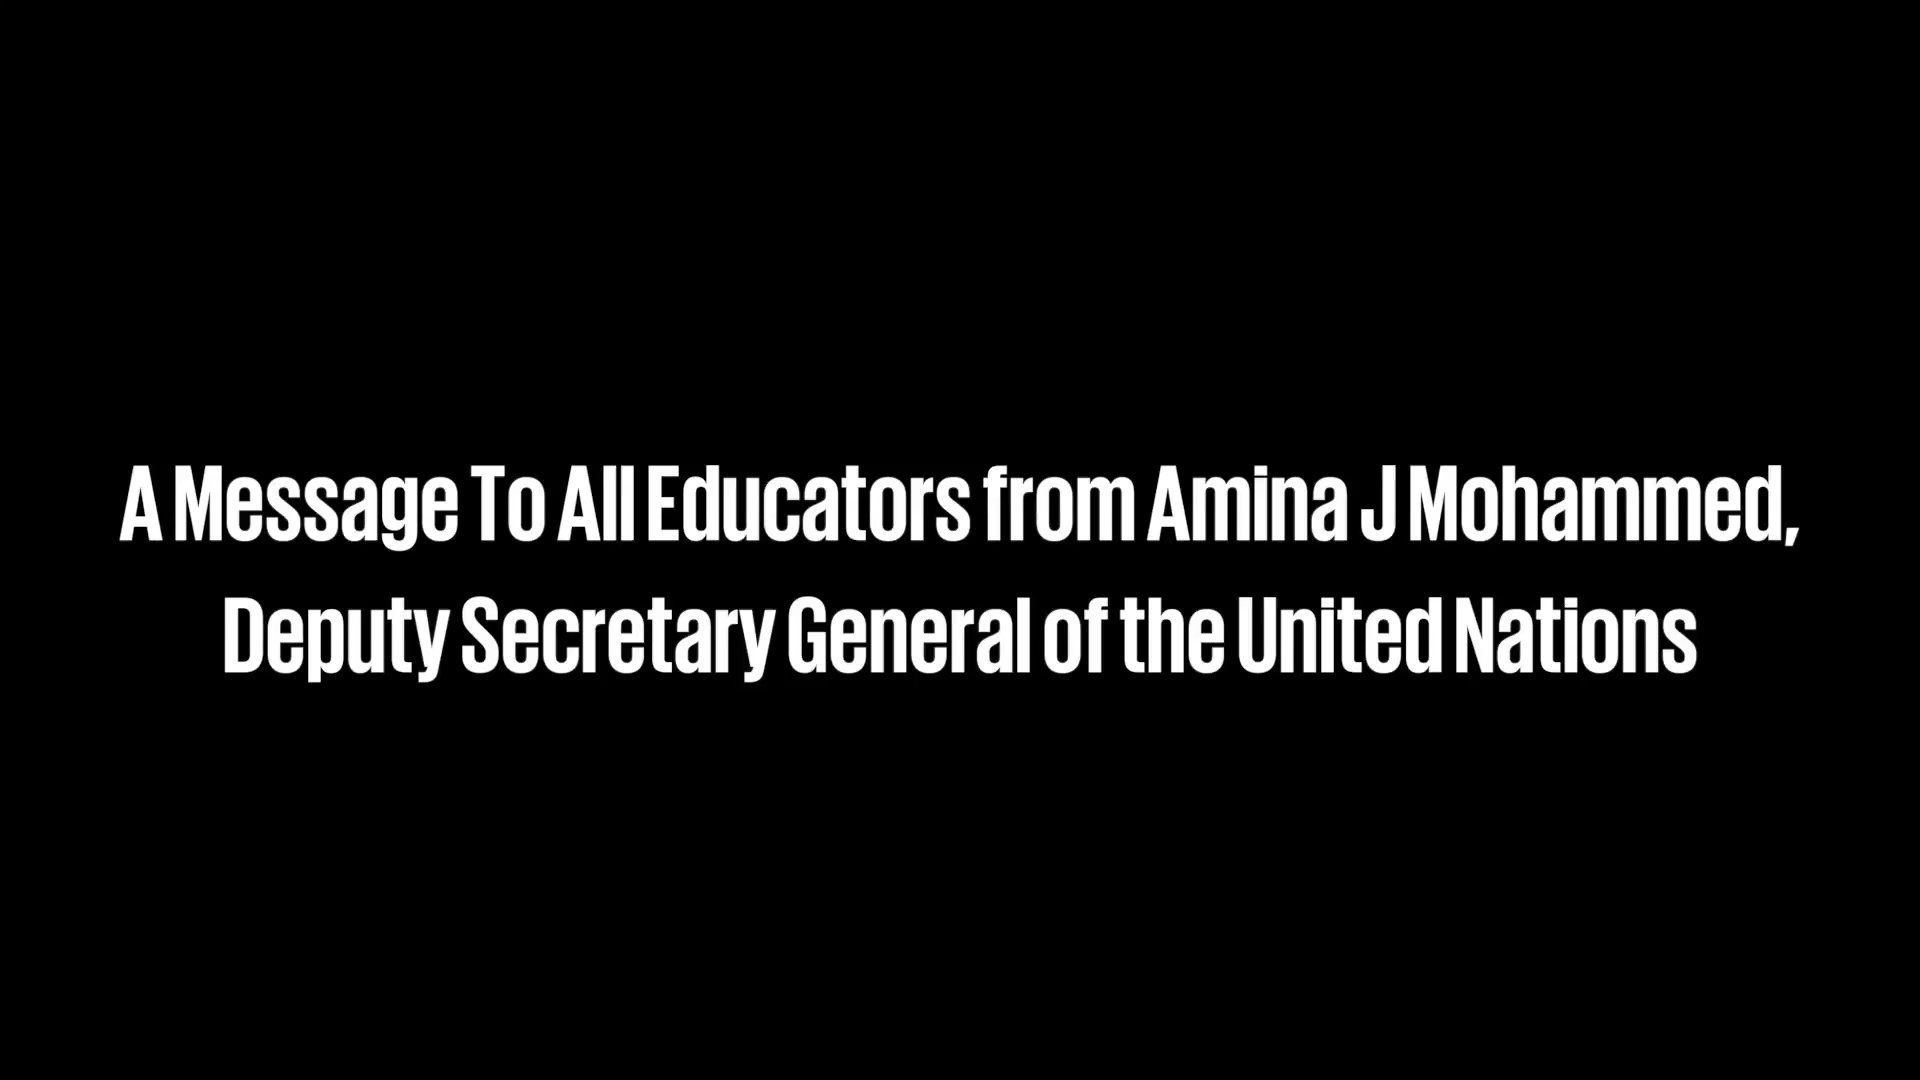 A Message To All Educators from Amina J Mohammed,
Deputy Secretary General of the United Nations